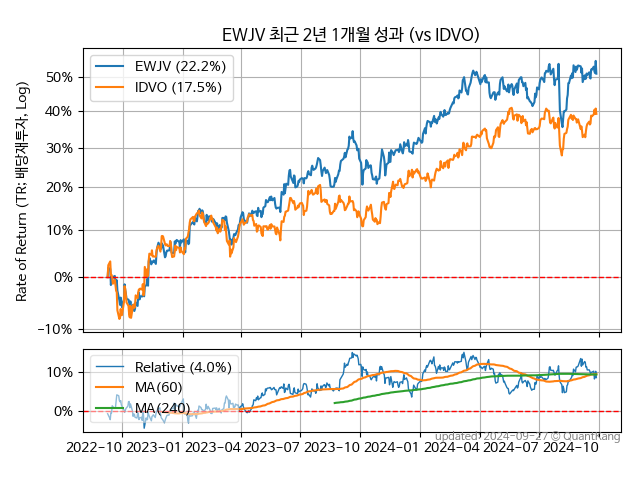 EWJV 최근 2년 1개월 성과 (vs IDVO)
Rate of Return (TR: 배당재투자, Log)
50%
40%
30%
20%
10%
0%
−10%
EWJV (22.2%)
IDVO (17.5%)
10%
0%
Relative (4.0%)
MA(60)
MA(240)
updated: 2024-09-27 © QuantKang
2022-10 2023-01 2023-04 2023-07 2023-10 2024-01 2024-04 2024-07 2024-10